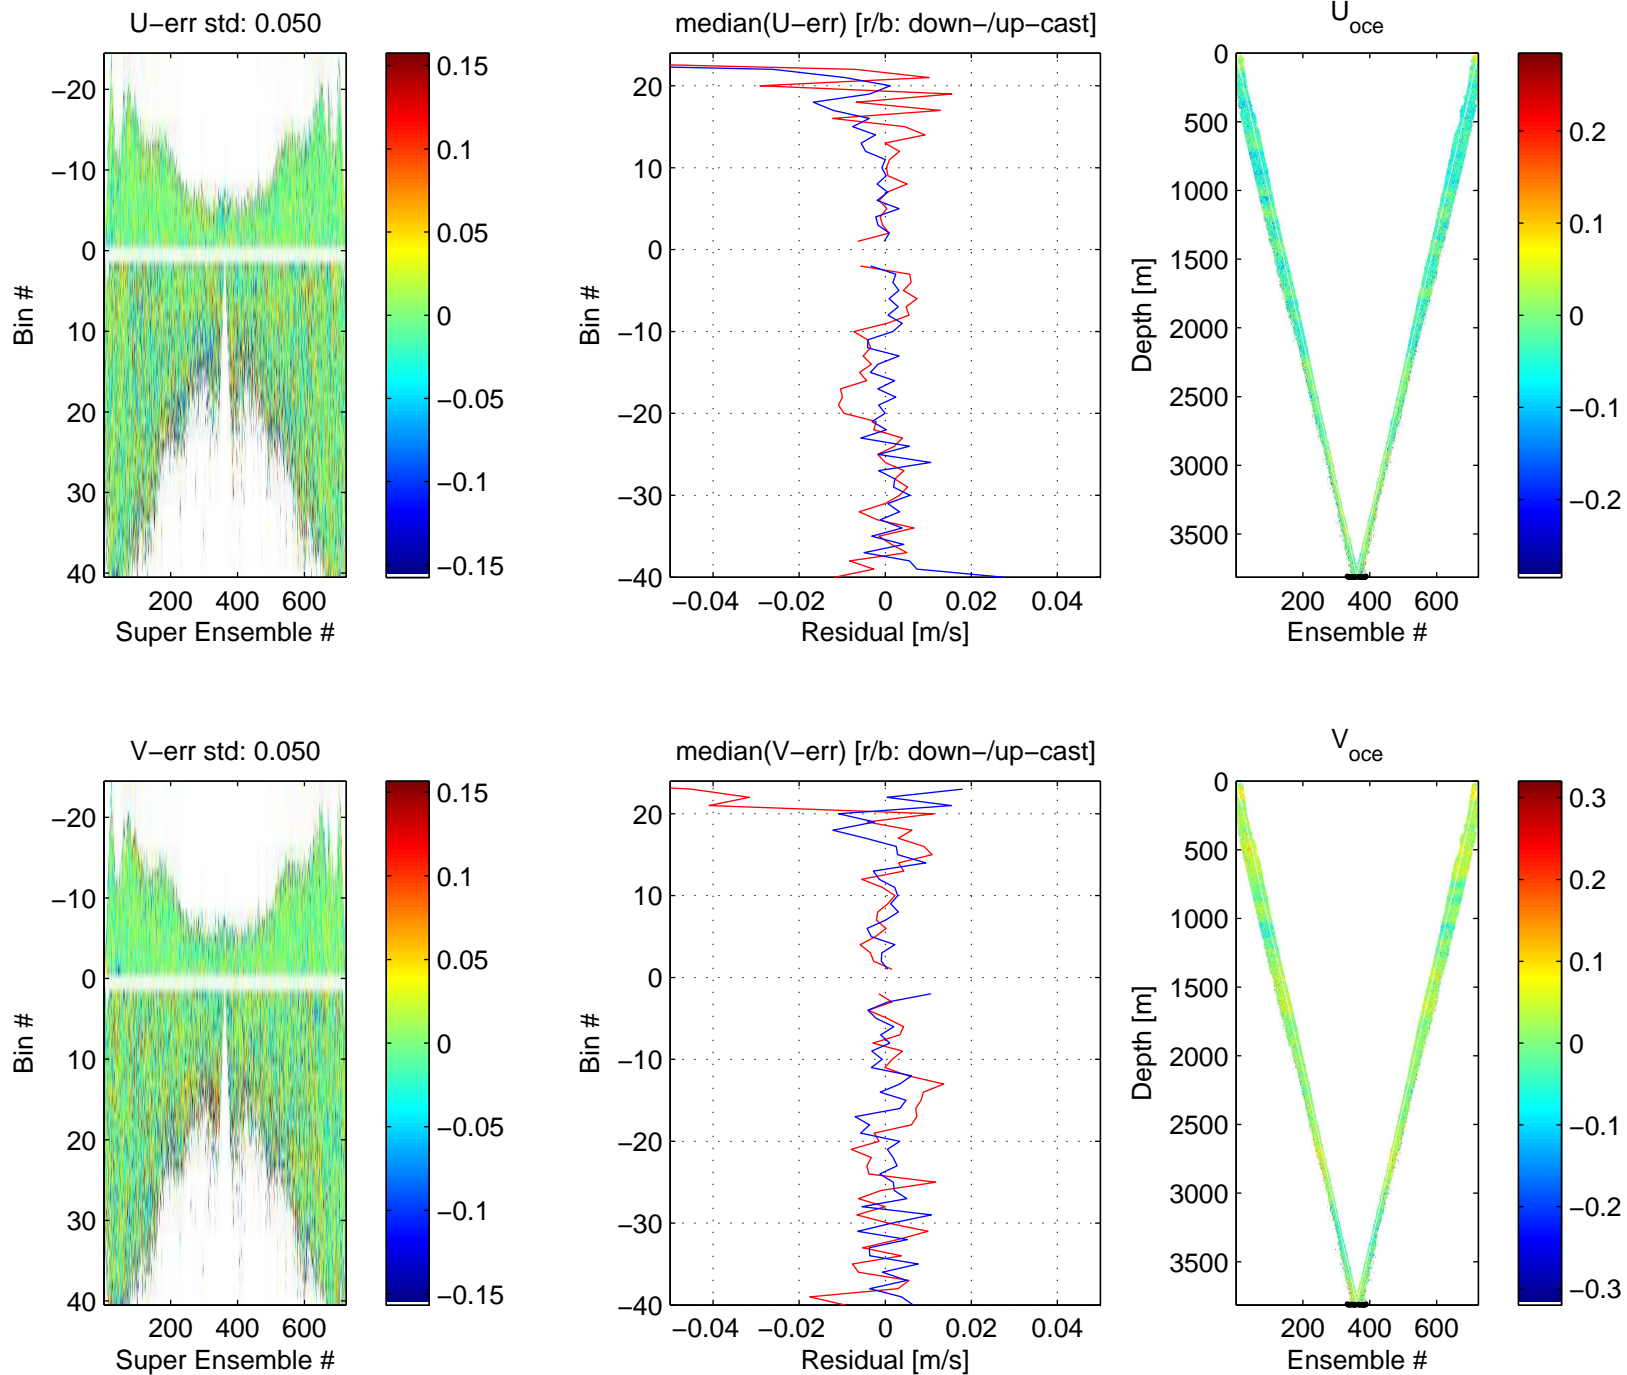 U−err std: 0.050
−20
−10
0
10
20
30
40
Bin #
200 400 600
Super Ensemble #
0.15
0.1
0.05
0
−0.05
−0.1
−0.15
median(U−err) [r/b: down−/up−cast]
20
10
0
−10
−20
−30
−40
Bin #
−0.04 −0.02 0 0.02 0.04
Residual [m/s]
U_oce
0
500
1000
1500
2000
2500
3000
3500
Depth [m]
200 400 600
Ensemble #
0.2
0.1
0
−0.1
−0.2
V−err std: 0.050
−20
−10
0
10
20
30
40
Bin #
200 400 600
Super Ensemble #
0.15
0.1
0.05
0
−0.05
−0.1
−0.15
median(V−err) [r/b: down−/up−cast]
20
10
0
−10
−20
−30
−40
Bin #
−0.04 −0.02 0 0.02 0.04
Residual [m/s]
V_oce
0
500
1000
1500
2000
2500
3000
3500
Depth [m]
200 400 600
Ensemble #
0.3
0.2
0.1
0
−0.1
−0.2
−0.3